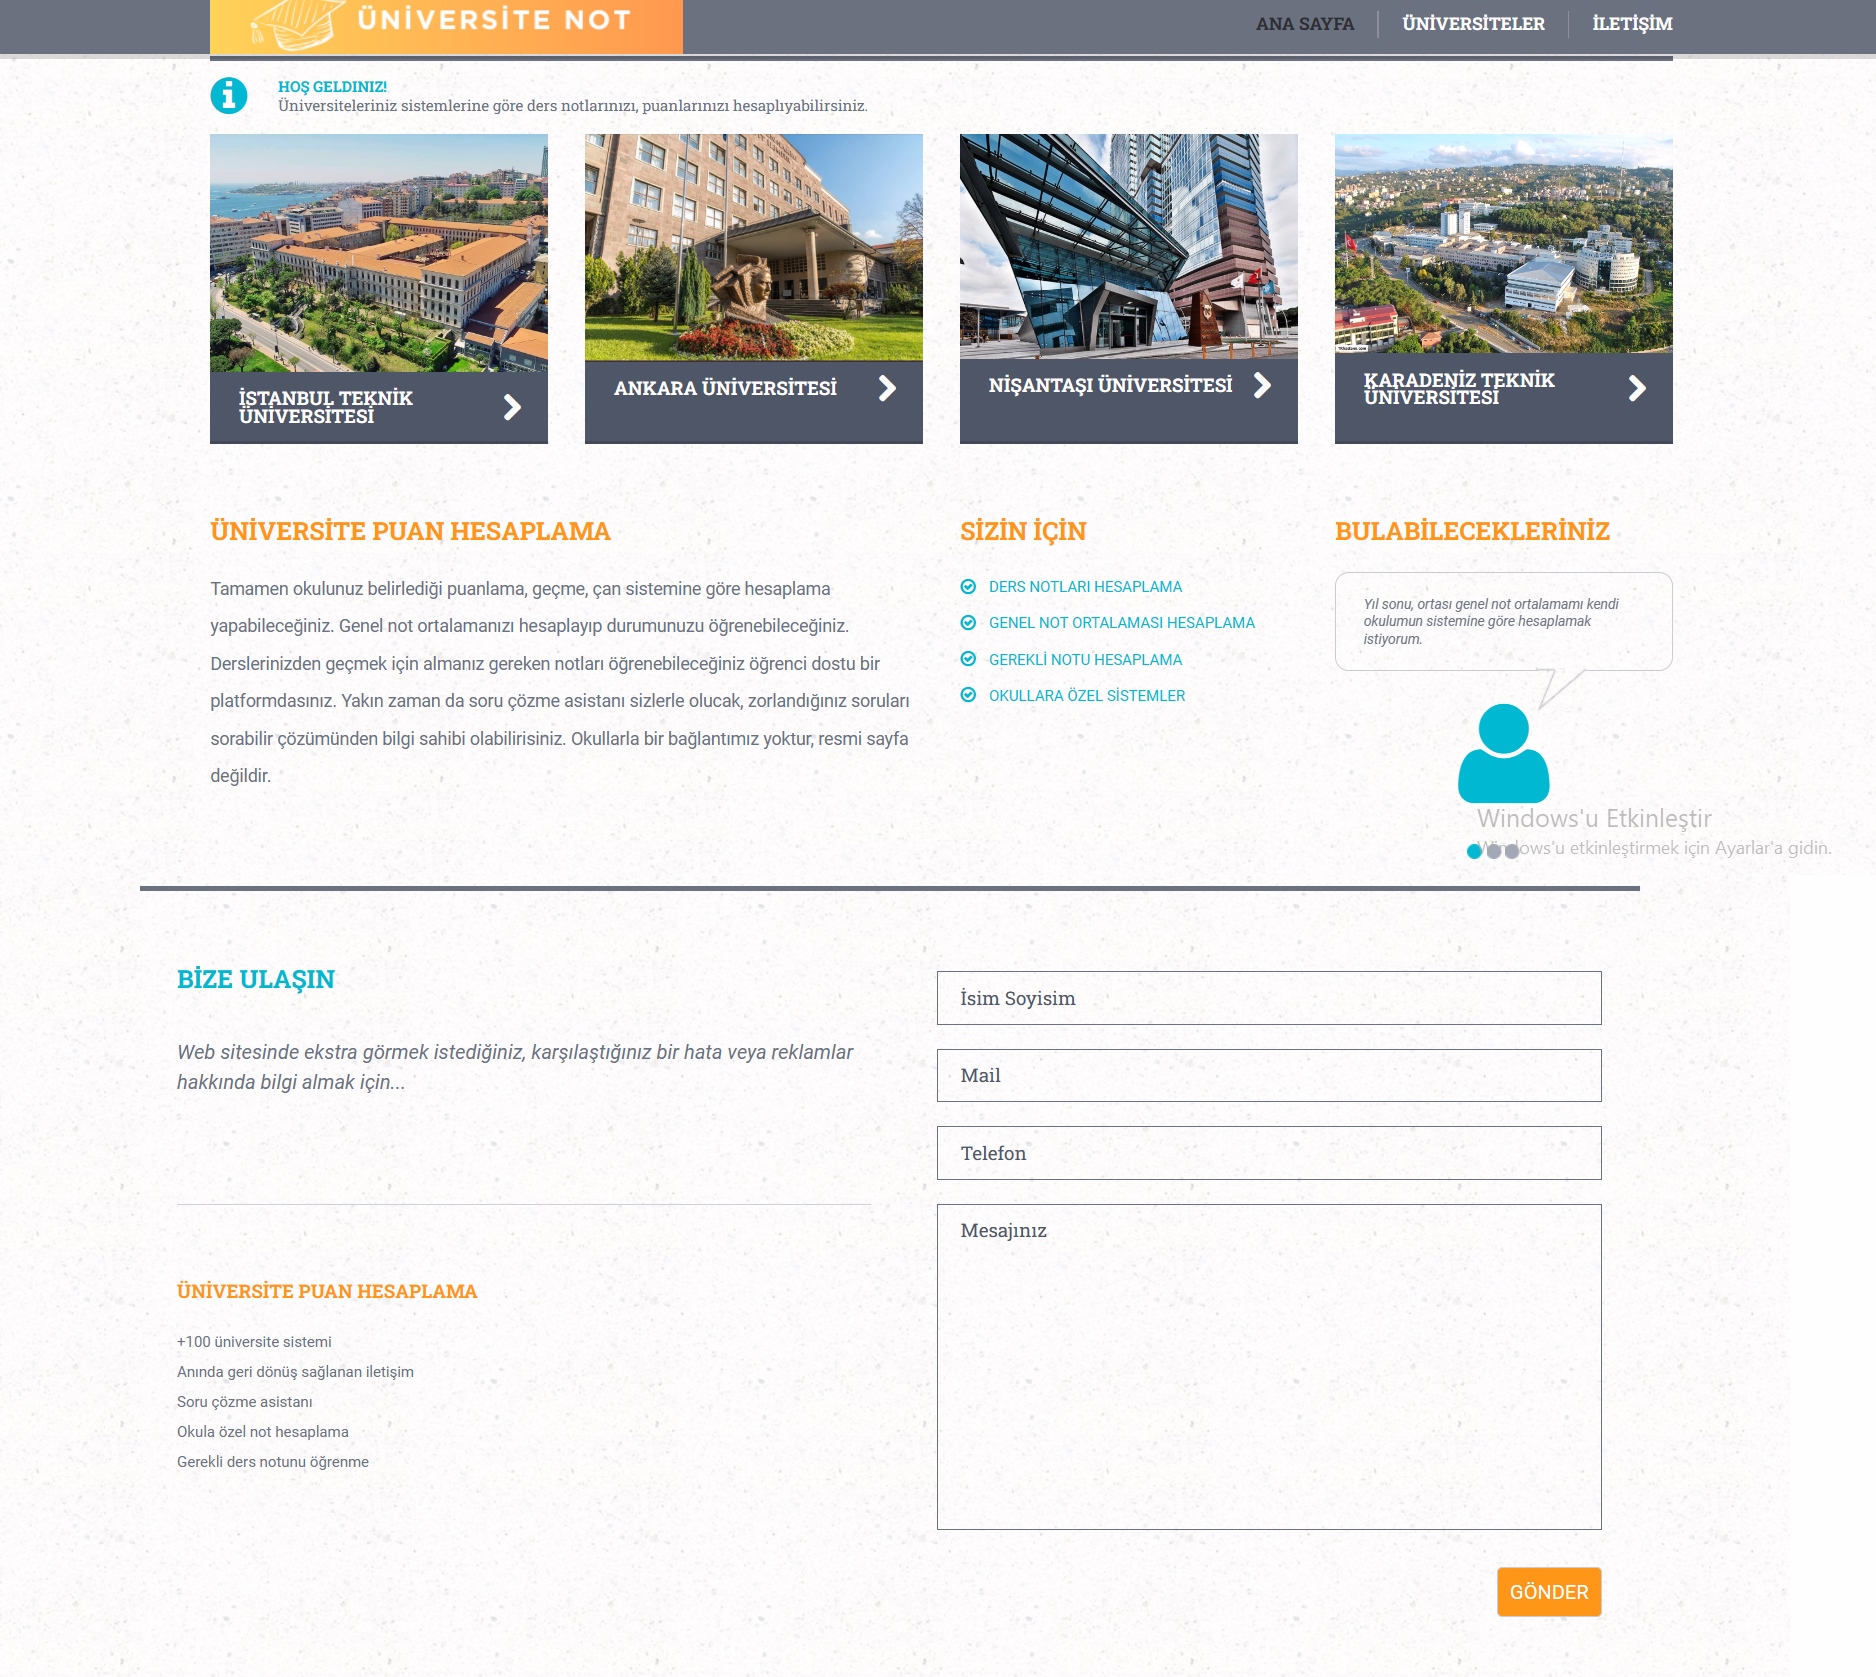 ÜNİVERSİTE NOT
ANA SAYFA
ÜNİVERSİTELER
İLETİŞİM
HOŞ GELDINIZ!
Üniversiteleriniz sistemlerine göre ders notlarınızı, puanlarınızı hesaplıyabilirsiniz.
İSTANBUL TEKNİK
ÜNİVERSİTESİ
ANKARA ÜNİVERSİTESİ
NİŞANTAŞI ÜNİVERSİTESİ
KARADENİZ TEKNİK
ÜNİVERSİTESİ
ÜNİVERSİTE PUAN HESAPLAMA
Tamamen okulunuz belirlediği puanlama, geçme, çan sistemine göre hesaplama
yapabileceğiniz. Genel not ortalamanızı hesaplayıp durumunuzu öğrenebileceğiniz.
Derslerinizden geçmek için almanız gereken notları öğrenebileceğiniz öğrenci dostu bir
platformdasınız. Yakın zaman da soru çözme asistanı sizlerle olucak, zorlandığınız soruları
sorabilir çözümünden bilgi sahibi olabilirisiniz. Okullarla bir bağlantımız yoktur, resmi sayfa
değildir.
SİZİN İÇİN
DERS NOTLARI HESAPLAMA
GENEL NOT ORTALAMASI HESAPLAMA
GEREKLİ NOTU HESAPLAMA
OKULLARA ÖZEL SİSTEMLER
BULABİLECEKLERİNİZ
Yıl sonu, ortası genel not ortalamamı kendi
okulumun sistemine göre hesaplamak
istiyorum.
Windows'u Etkinleştir
Windows'u etkinleştirmek için Ayarlar'a gidin.
BİZE ULAŞIN
Web sitesinde ekstra görmek istediğiniz, karşılaştığınız bir hata veya reklamlar
hakkında bilgi almak için...
ÜNİVERSİTE PUAN HESAPLAMA
+100 üniversite sistemi
Anında geri dönüş sağlanan iletişim
Soru çözme asistanı
Okula özel not hesaplama
Gerekli ders notunu öğrenme
İsim Soyisim
Mail
Telefon
Mesajınız
GÖNDER